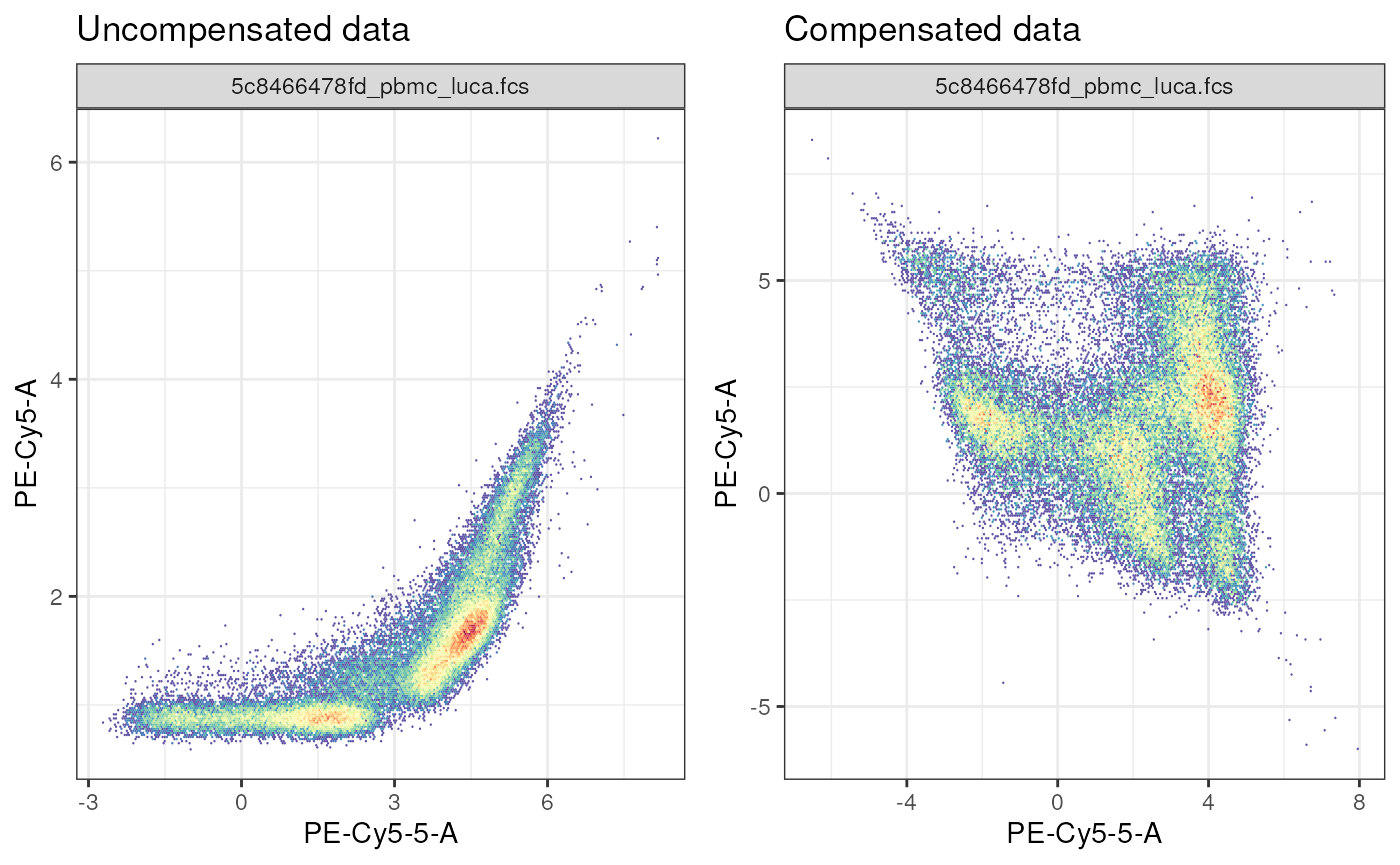 Uncompensated data
5c8466478fd_pbmc_luca.fcs
PE-Cy5-A
6
4
2
-3 0 3 6
PE-Cy5-5-A
Compensated data
5c8466478fd_pbmc_luca.fcs
PE-Cy5-A
5
0
-5
-4 0 4 8
PE-Cy5-5-A